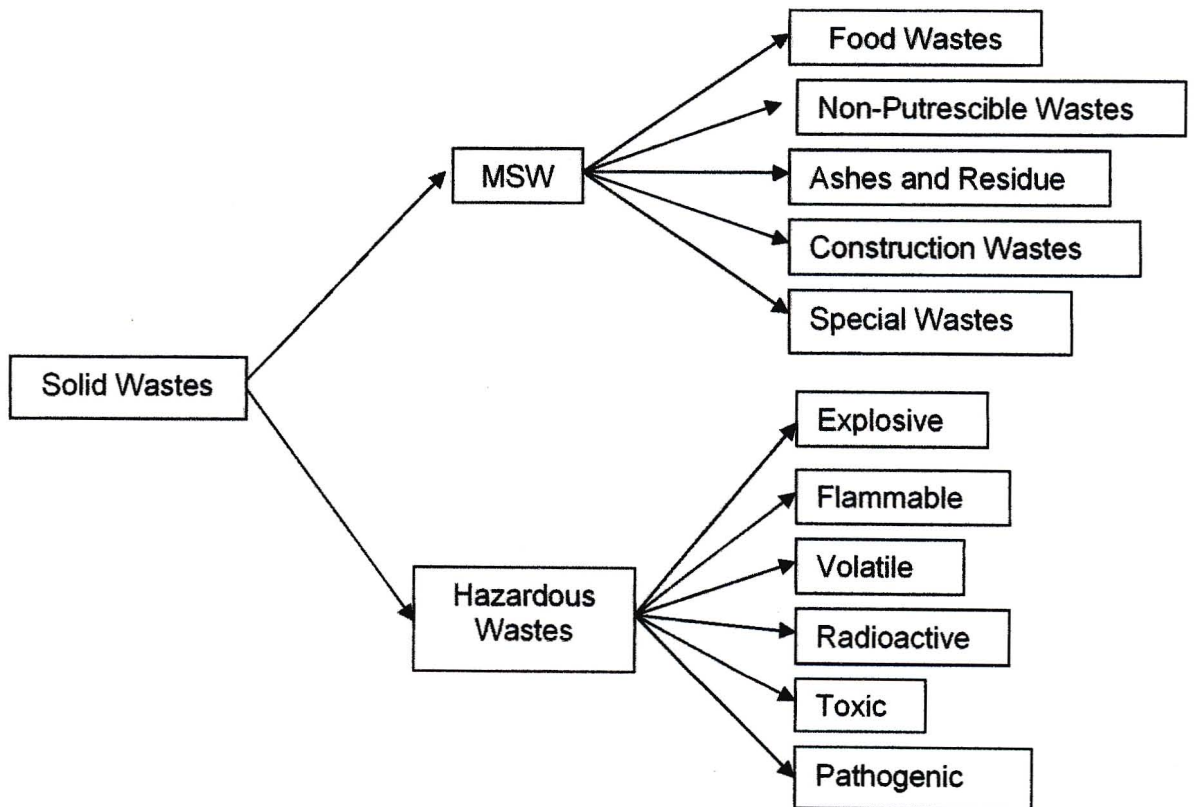 Food Wastes
Non-Putrescible Wastes
MSW
Ashes and Residue
Construction Wastes
Special Wastes
Solid Wastes
Explosive
Flammable
Volatile
Hazardous
Wastes
Radioactive
Toxic
Pathogenic